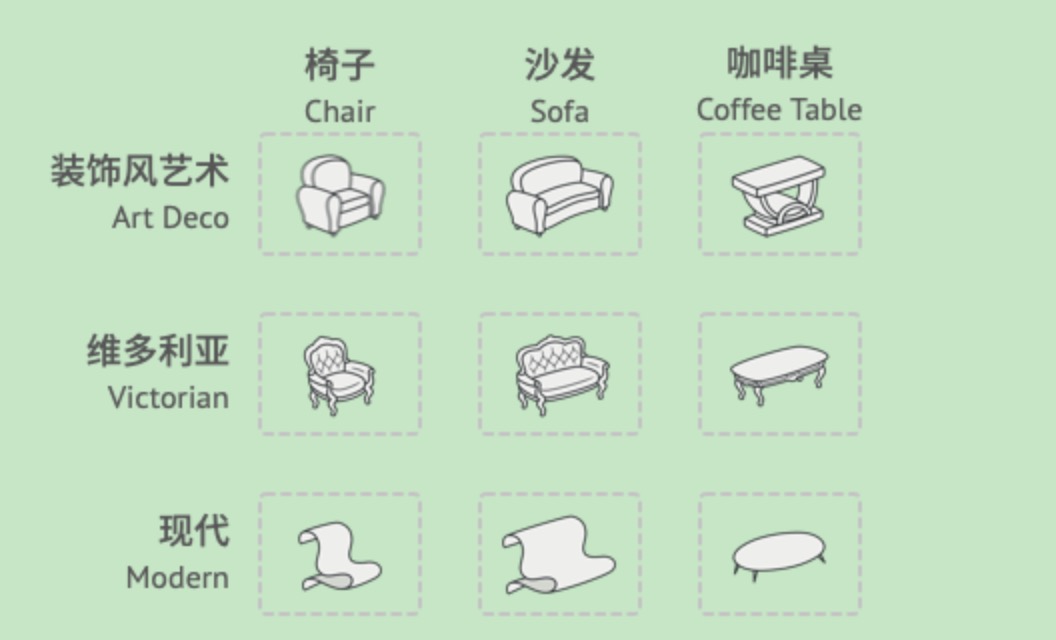 椅子
沙发
咖啡桌
Chair
Sofa
Coffee Table
装饰风艺术
Art Deco
维多利亚
Victorian
现代
Modern